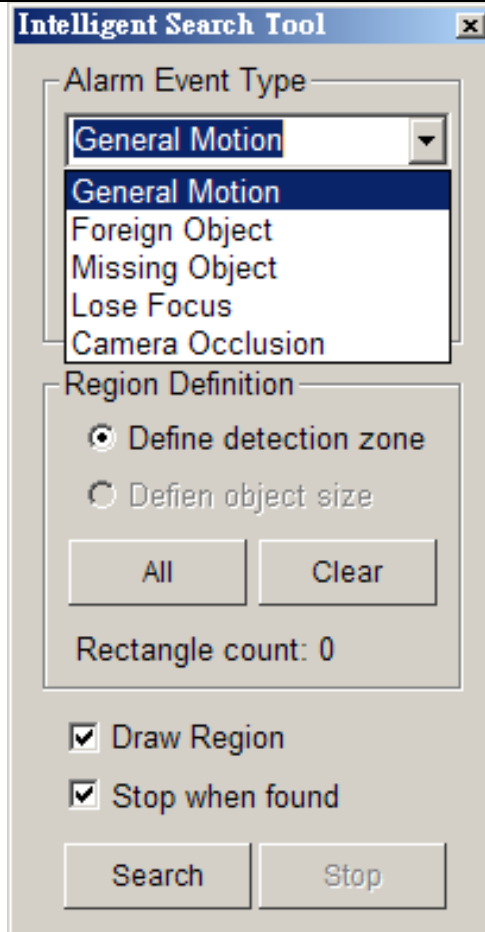 Intelligent Search Tool
Alarm Event Type
General Motion
General Motion
Foreign Object
Missing Object
Lose Focus
Camera Occlusion
Region Definition
Define detection zone
Defien object size
All Clear
Rectangle count: 0
Draw Region
Stop when found
Search Stop